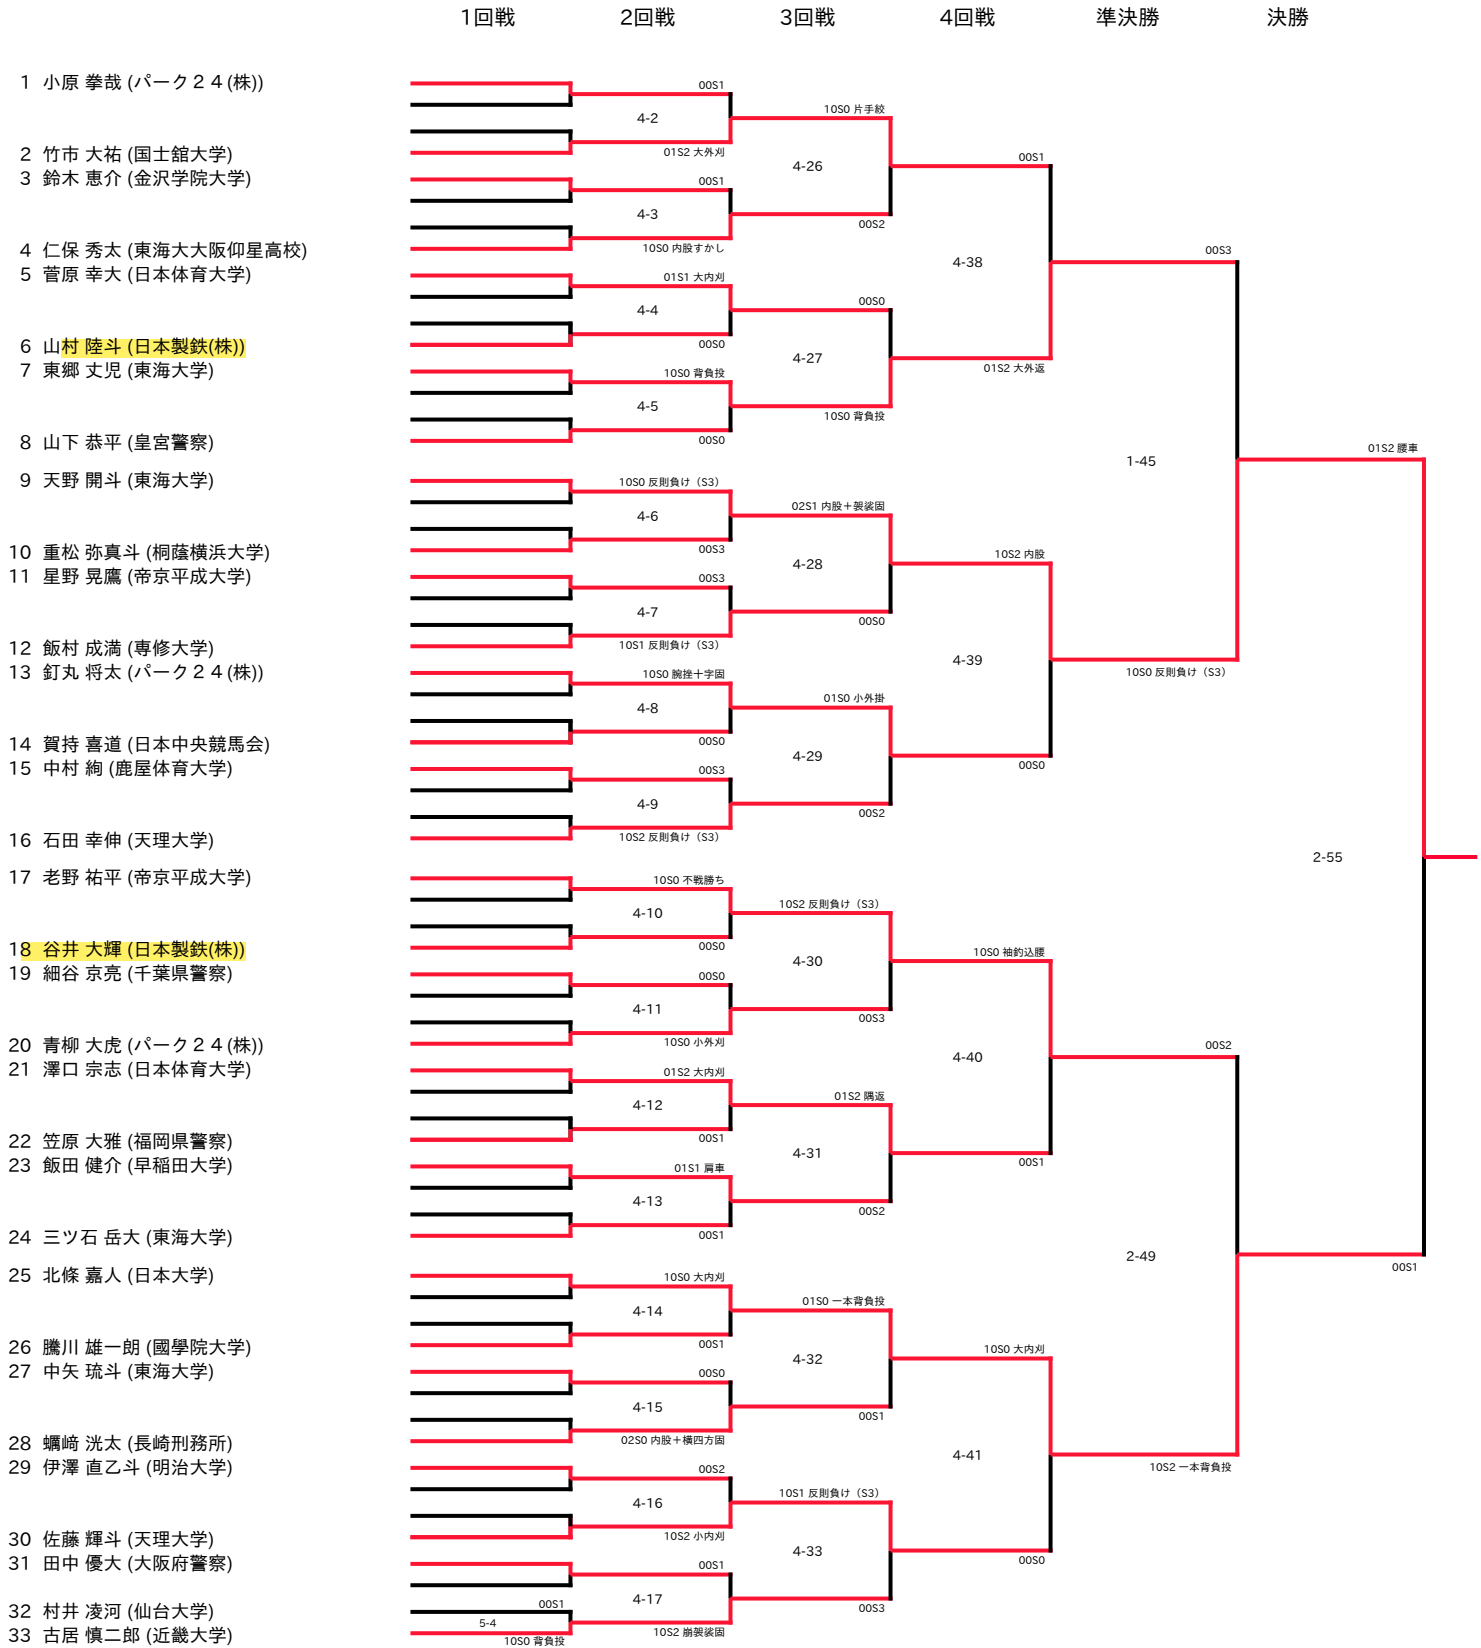 1回戦 2回戦 3回戦 4回戦 準決勝 決勝
1 小原 拳哉 (パーク２４(株))
00S1
10S0 片手絞
4-2
2 竹市 大祐 (国士舘大学)
01S2 大外刈
00S1
4-26
3 鈴木 恵介 (金沢学院大学)
00S1
4-3
00S2
4 仁保 秀太 (東海大大阪仰星高校)
10S0 内股すかし
00S3
4-38
5 菅原 幸大 (日本体育大学)
01S1 大内刈
00S0
4-4
6 山村 陸斗 (日本製鉄(株))
00S0
4-27
7 東郷 丈児 (東海大学)
10S0 背負投
01S2 大外返
4-5
10S0 背負投
8 山下 恭平 (皇宮警察)
00S0
01S2 腰車
1-45
9 天野 開斗 (東海大学)
10S0 反則負け（S3）
02S1 内股＋袈裟固
4-6
10 重松 弥真斗 (桐蔭横浜大学)
00S3
10S2 内股
4-28
11 星野 晃鷹 (帝京平成大学)
00S3
4-7
00S0
12 飯村 成満 (専修大学)
10S1 反則負け（S3）
4-39
10S0 反則負け（S3）
13 釘丸 将太 (パーク２４(株))
10S0 腕挫十字固
01S0 小外掛
4-8
14 賀持 喜道 (日本中央競馬会)
00S0
4-29
00S0
15 中村 絢 (鹿屋体育大学)
00S3
4-9
00S2
16 石田 幸伸 (天理大学)
10S2 反則負け（S3）
2-55
17 老野 祐平 (帝京平成大学)
10S0 不戦勝ち
10S2 反則負け（S3）
4-10
18 谷井 大輝 (日本製鉄(株))
00S0
10S0 袖釣込腰
4-30
19 細谷 京亮 (千葉県警察)
00S0
4-11
00S3
20 青柳 大虎 (パーク２４(株))
10S0 小外刈
00S2
4-40
21 澤口 宗志 (日本体育大学)
01S2 大内刈
01S2 隅返
4-12
22 笠原 大雅 (福岡県警察)
00S1
4-31
00S1
23 飯田 健介 (早稲田大学)
01S1 肩車
4-13
00S2
24 三ツ石 岳大 (東海大学)
00S1
2-49
00S1
25 北條 嘉人 (日本大学)
10S0 大内刈
01S0 一本背負投
4-14
26 騰川 雄一朗 (國學院大学)
00S1
10S0 大内刈
4-32
27 中矢 琉斗 (東海大学)
00S0
4-15
00S1
28 蠣﨑 洸太 (長崎刑務所)
02S0 内股＋横四方固
4-41
10S2 一本背負投
29 伊澤 直乙斗 (明治大学)
00S2
10S1 反則負け（S3）
4-16
30 佐藤 輝斗 (天理大学)
10S2 小内刈
4-33
00S0
31 田中 優大 (大阪府警察)
00S1
4-17
00S3
32 村井 凌河 (仙台大学)
00S1
5-4
33 古居 慎二郎 (近畿大学)
10S0 背負投
10S2 崩袈裟固